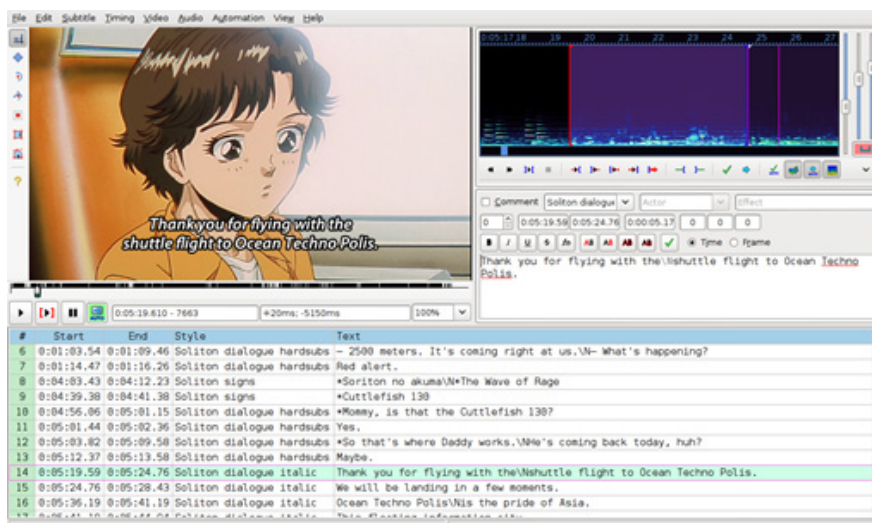 File Edit Subtitle Timing Video Audio Automation View Help
0:05:17 18 19 20 21 22 23 24 25 26 27
Thank you for flying with the
shuttle flight to Ocean Techno Polis.
Comment Soliton dialogue Actor Effect
0 0:05:19.59 0:05:24.76 0:00:05.17 0 0 0
B I U S fn AB AB AB AB Time Frame
Thank you for flying with the\Nshuttle flight to Ocean Techno
Polis.
0:05:19.610 - 7663 +20ms; -5150ms 100%
# Start End Style Text
6 0:01:03.54 0:01:09.46 Soliton dialogue hardsubs — 2500 meters. It's coming right at us.\N— What's happening?
7 0:01:14.47 0:01:16.26 Soliton dialogue hardsubs Red alert.
8 0:04:03.43 0:04:12.23 Soliton signs *Soriton no akuma\N*The Wave of Rage
9 0:04:39.38 0:04:41.38 Soliton signs *Cuttlefish 130
10 0:04:56.06 0:05:01.15 Soliton dialogue hardsubs *Mommy, is that the Cuttlefish 130?
11 0:05:01.44 0:05:02.36 Soliton dialogue hardsubs Yes.
12 0:05:03.82 0:05:09.58 Soliton dialogue hardsubs *So that's where Daddy works.\NHe's coming back today, huh?
13 0:05:12.37 0:05:13.58 Soliton dialogue hardsubs Maybe.
14 0:05:19.59 0:05:24.76 Soliton dialogue italic Thank you for flying with the\Nshuttle flight to Ocean Techno Polis.
15 0:05:24.76 0:05:28.43 Soliton dialogue italic We will be landing in a few moments.
16 0:05:36.19 0:05:41.19 Soliton dialogue italic Ocean Techno Polis\Nis the pride of Asia.